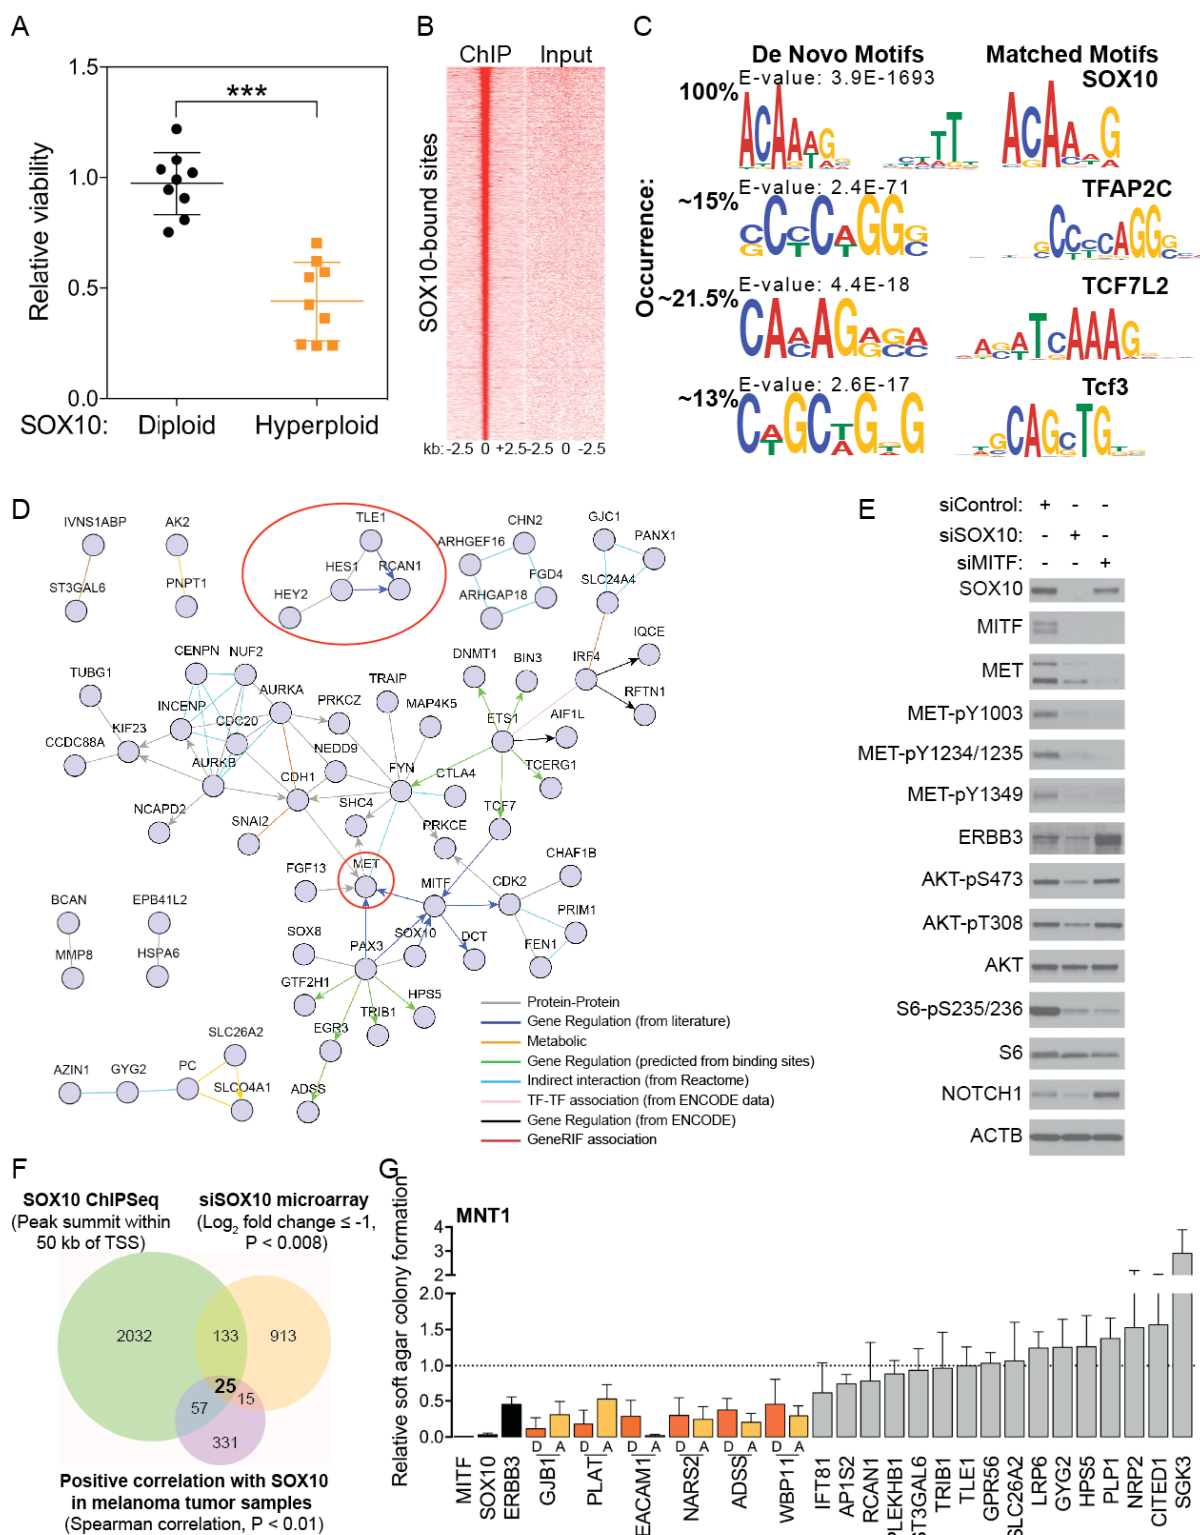 A
1.5
1.0
0.5
0.0
Relative viability
***
SOX10:
Diploid
Hyperploid
B
ChIP
Input
SOX10-bound sites
kb:-2.5 0 +2.5 -2.5 0 -2.5
C
De Novo Motifs
Matched Motifs
Occurrence:
100%
E-value: 3.9E-1693
SOX10
~15%
E-value: 2.4E-71
TFAP2C
~21.5%
E-value: 4.4E-18
TCF7L2
~13%
E-value: 2.6E-17
Tcf3
D
IVNS1ABP
ST3GAL6
AK2
PNPT1
TLE1
HES1
RCAN1
HEY2
CHN2
ARHGEF16
FGD4
ARHGAP18
GJC1
PANX1
SLC24A4
IQCE
IRF4
RFTN1
DNMT1
BIN3
ETS1
AIF1L
TCERG1
TCF7
CENPN
NUF2
TUBG1
INCENP
AURKA
CDC20
KIF23
CCDC88A
AURKB
NCAPD2
SNAI2
CDH1
PRKCZ
NEDD9
TRAIP
MAP4K5
FYN
CTLA4
SHC4
PRKCE
FGF13
MET
MITF
CDK2
CHAF1B
PRIM1
FEN1
SOX8
PAX3
SOX10
DCT
GTF2H1
HPS5
TRIB1
EGR3
ADSS
BCAN
MMP8
EPB41L2
HSPA6
SLC26A2
AZIN1
GYG2
PC
SLCO4A1
Protein-Protein
Gene Regulation (from literature)
Metabolic
Gene Regulation (predicted from binding sites)
Indirect interaction (from Reactome)
TF-TF association (from ENCODE data)
Gene Regulation (from ENCODE)
GeneRIF association
E
siControl: + - -
siSOX10: - + -
siMITF: - - +
SOX10
MITF
MET
MET-pY1003
MET-pY1234/1235
MET-pY1349
ERBB3
AKT-pS473
AKT-pT308
AKT
S6-pS235/236
S6
NOTCH1
ACTB
F
SOX10 ChIPSeq
(Peak summit within
50 kb of TSS)
siSOX10 microarray
(Log2 fold change ≤ -1,
P < 0.008)
2032
133
913
25
57
15
331
Positive correlation with SOX10
in melanoma tumor samples
(Spearman correlation, P < 0.01)
G
MNT1
Relative soft agar colony formation
4
3
2
2.0
1.5
1.0
0.5
0.0
D A D A D A D A D A D A
MITF
SOX10
ERBB3
GJB1
PLAT
EACAM1
NARS2
ADSS
WBP11
IFT81
AP1S2
RCAN1
PLEKHB1
ST3GAL6
TRIB1
TLE1
GPR56
SLC26A2
LRP6
GYG2
HPS5
PLP1
NRP2
CITED1
SGK3